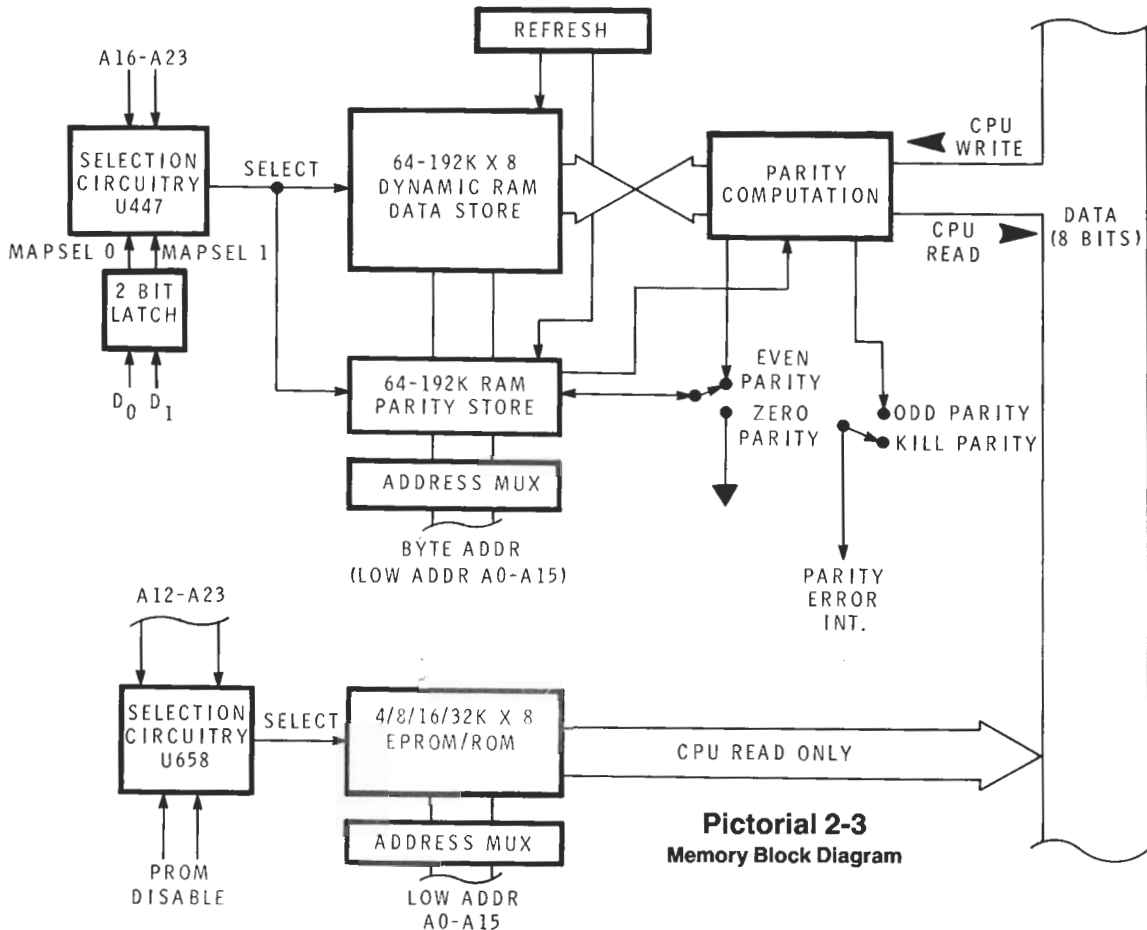 REFRESH
A16-A23
SELECTION
CIRCUITRY
U447
SELECT
64-192K X 8
DYNAMIC RAM
DATA STORE
PARITY
COMPUTATION
CPU
WRITE
CPU
READ
DATA
(8 BITS)
MAPSEL 0
MAPSEL 1
2 BIT
LATCH
D0 D1
64-192K RAM
PARITY STORE
EVEN
PARITY
ZERO
PARITY
ODD PARITY
KILL PARITY
ADDRESS MUX
BYTE ADDR
(LOW ADDR A0-A15)
PARITY
ERROR
INT.
A12-A23
SELECTION
CIRCUITRY
U658
SELECT
4/8/16/32K X 8
EPROM/ROM
CPU READ ONLY
ADDRESS MUX
PROM
DISABLE
LOW ADDR
A0-A15
Pictorial 2-3
Memory Block Diagram